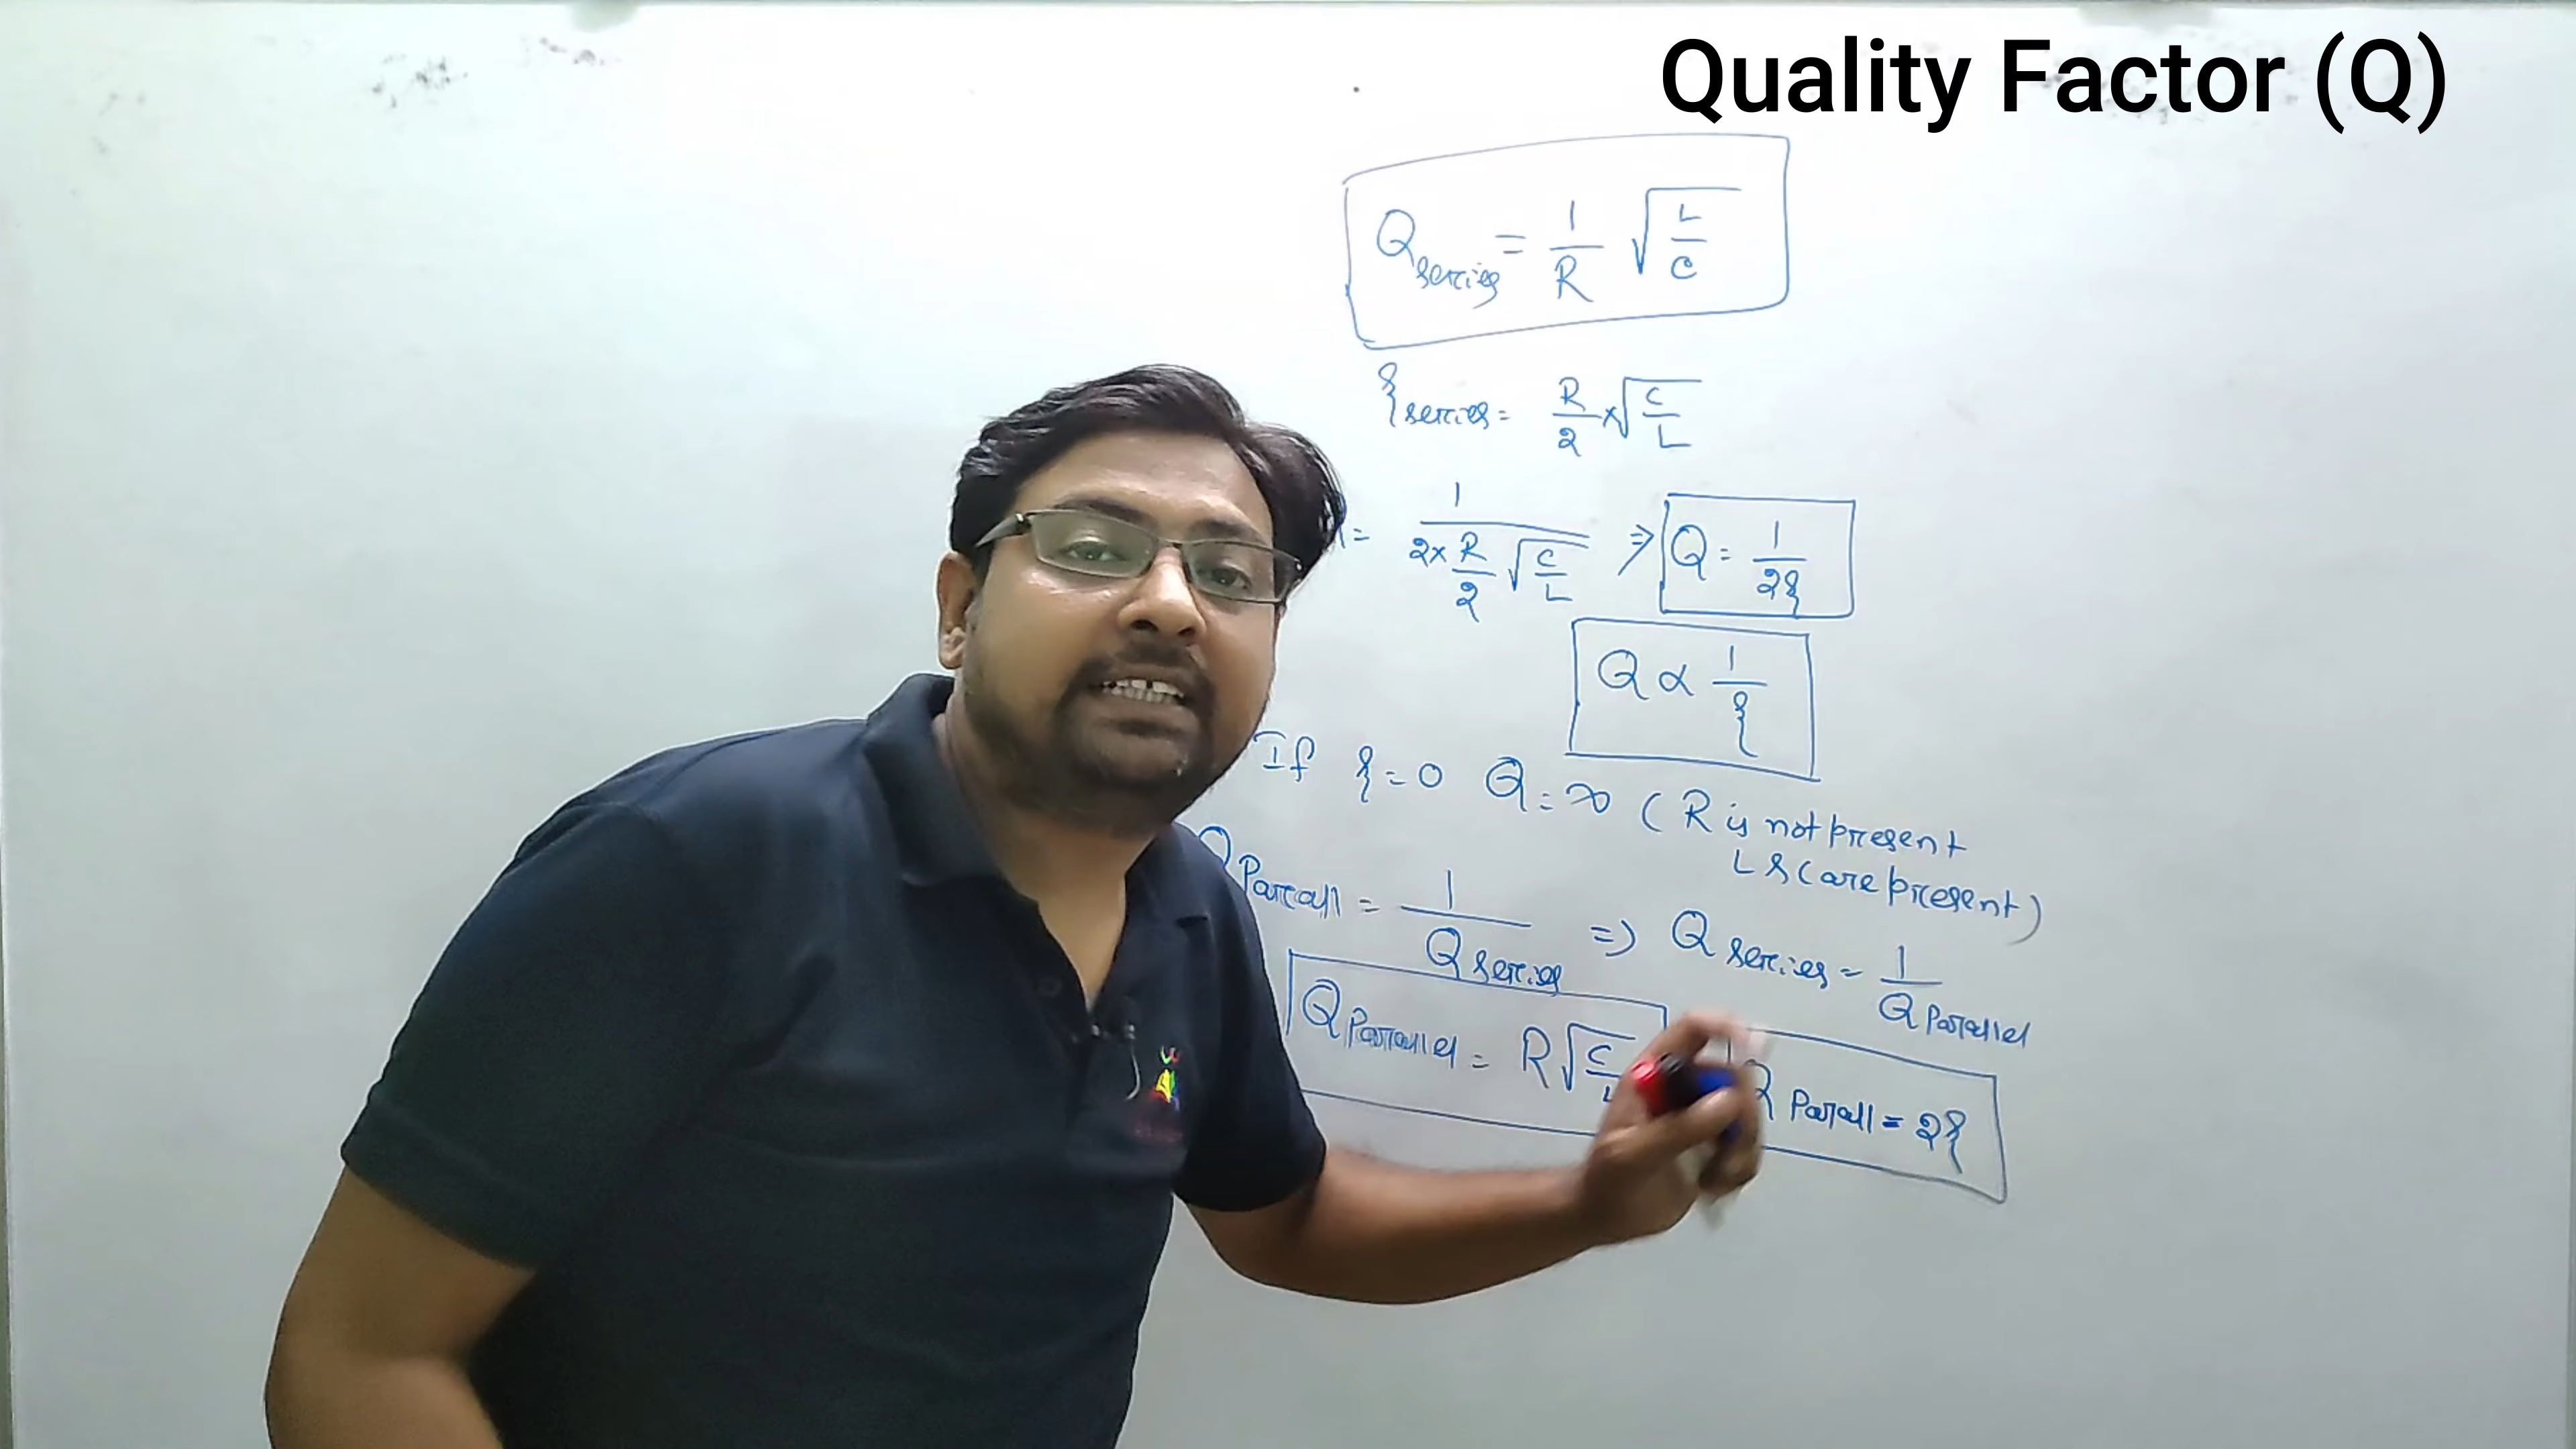 Quality Factor (Q)
Q series = 1/R √(L/C)
ξ series = R/2 × √(C/L)
= 1/(2 × R/2 √(C/L)) ⇒ Q = 1/2ξ
Q ∝ 1/ξ
If ξ = 0 Q = ∞ (R is not present
L & C are present)
Q Parall = 1/Q series ⇒ Q series = 1/Q Parallel
Q Parallel = R√(C/L
Q Parall = 2ξ